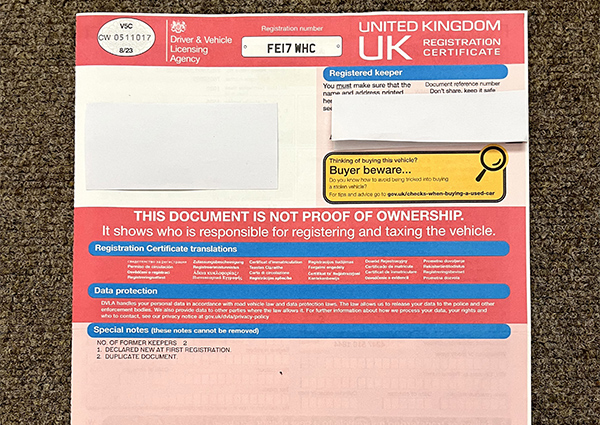 V5C
CW 0511017
8/23
Driver & Vehicle
Licensing
Agency
Registration number
FE17 WHC
UNITED KINGDOM
UK REGISTRATION
CERTIFICATE
Registered keeper
You must make sure that the
name and address printed
Document reference number
Don't share, keep it safe
Thinking of buying this vehicle?
Buyer beware...
Do you know how to avoid being tricked into buying
a stolen vehicle?
For tips and advice go to gov.uk/checks-when-buying-a-used-car
THIS DOCUMENT IS NOT PROOF OF OWNERSHIP.
It shows who is responsible for registering and taxing the vehicle.
Registration Certificate translations
Data protection
DVLA handles your personal data in accordance with road vehicle law and data protection laws. The law allows us to release your data to the police and other
enforcement bodies. We also provide data to other parties where the law allows it. For further information about how we process your data, your rights and
who to contact, see our privacy notice at gov.uk/dvla/privacy-policy
Special notes (these notes cannot be removed)
NO. OF FORMER KEEPERS 2
1. DECLARED NEW AT FIRST REGISTRATION.
2. DUPLICATE DOCUMENT.